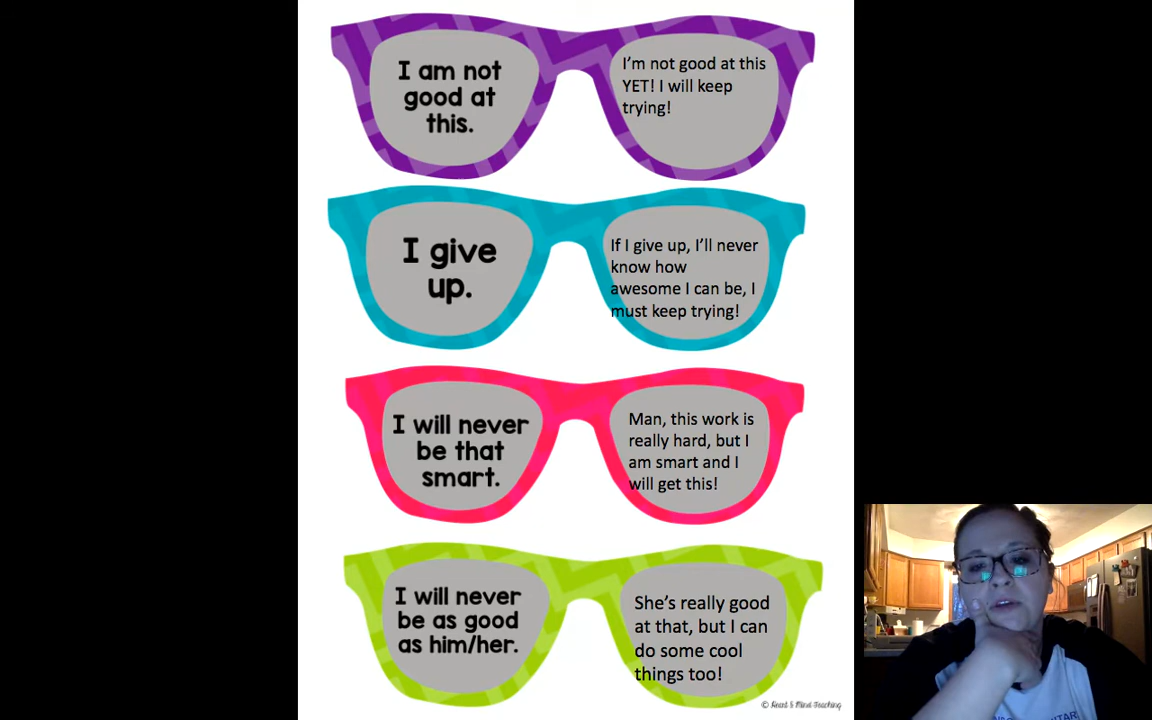 I am not
good at
this.
I'm not good at this
YET! I will keep
trying!
I give
up.
If I give up, I'll never
know how
awesome I can be, I
must keep trying!
I will never
be that
smart.
Man, this work is
really hard, but I
am smart and I
will get this!
I will never
be as good
as him/her.
She's really good
at that, but I can
do some cool
things too!
© Heart & Mind Teaching